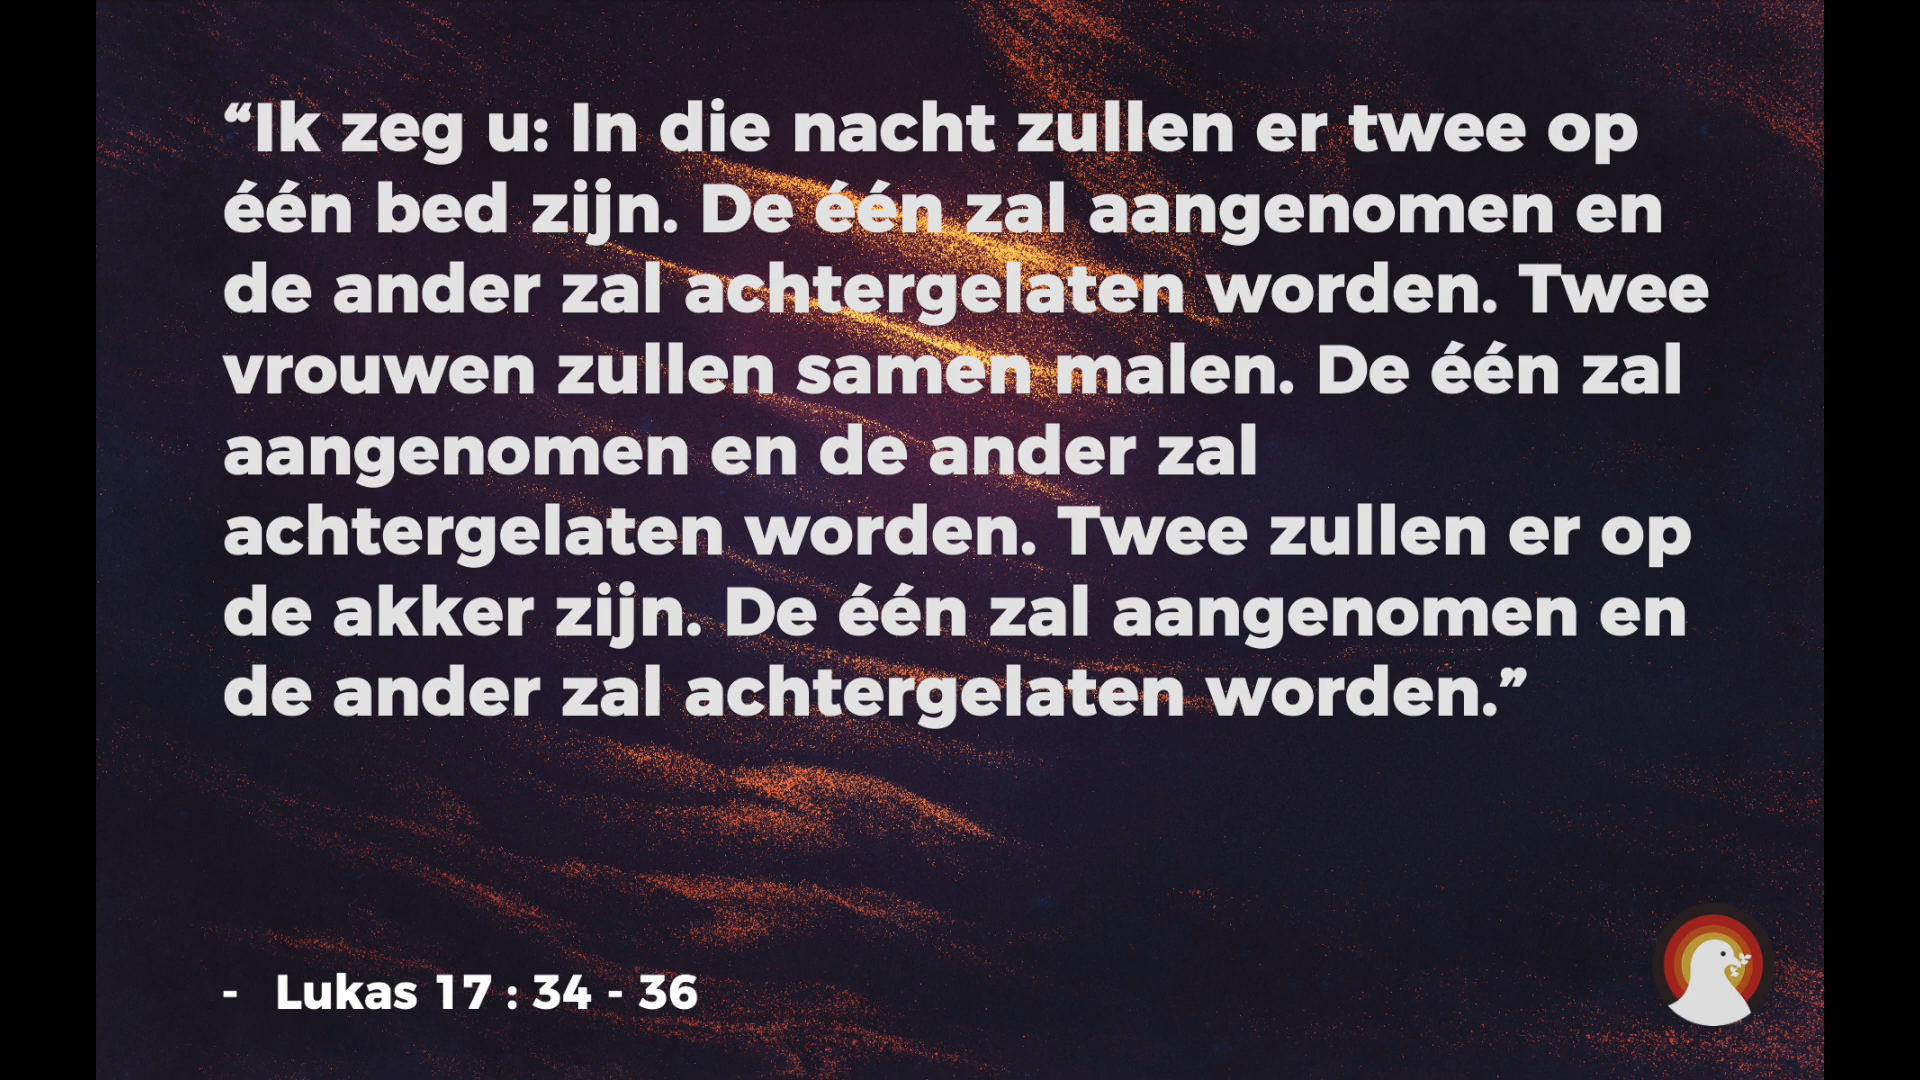 “Ik zeg u: In die nacht zullen er twee op
één bed zijn. De één zal aangenomen en
de ander zal achtergelaten worden. Twee
vrouwen zullen samen malen. De één zal
aangenomen en de ander zal
achtergelaten worden. Twee zullen er op
de akker zijn. De één zal aangenomen en
de ander zal achtergelaten worden.”
- Lukas 17 : 34 - 36